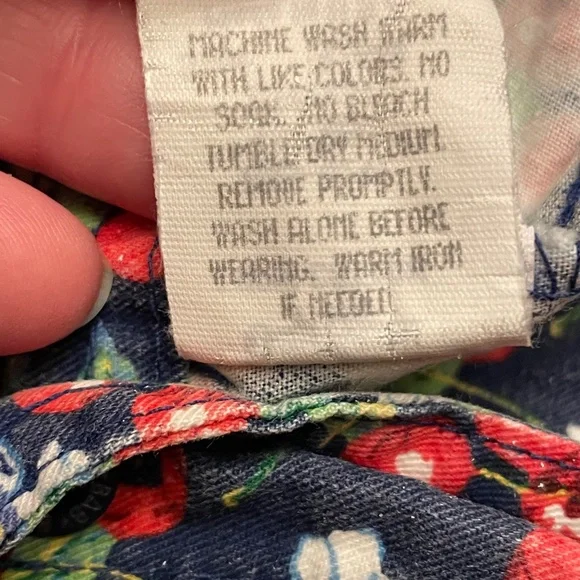 MACHINE WASH WARM
WITH LIKE COLORS. NO
SOAK. NO BLEACH
TUMBLE DRY MEDIUM.
REMOVE PROMPTLY.
WASH ALONE BEFORE
WEARING. WARM IRON
IF NEEDED.